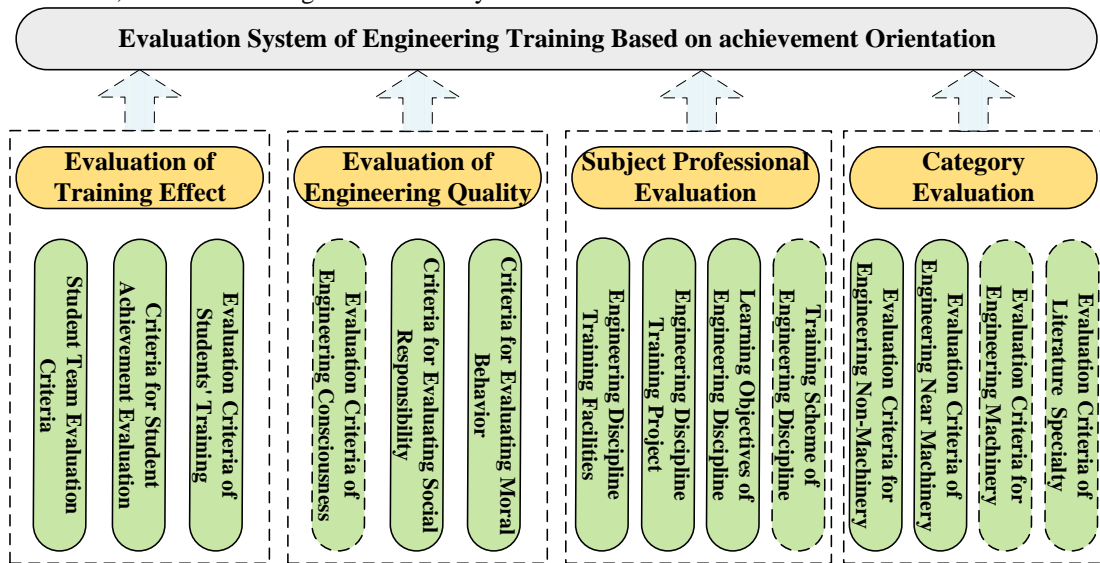 Evaluation System of Engineering Training Based on achievement Orientation
Evaluation of
Training Effect
Student Team Evaluation
Criteria
Criteria for Student
Achievement Evaluation
Evaluation Criteria of
Students' Training
Evaluation of
Engineering Quality
Evaluation Criteria of
Engineering Consciousness
Criteria for Evaluating Social
Responsibility
Criteria for Evaluating Moral
Behavior
Subject Professional
Evaluation
Engineering Discipline
Training Facilities
Engineering Discipline
Training Project
Learning Objectives of
Engineering Discipline
Training Scheme of
Engineering Discipline
Category
Evaluation
Evaluation Criteria for
Engineering Non-Machinery
Evaluation Criteria of
Engineering Near Machinery
Evaluation Criteria for
Engineering Machinery
Evaluation Criteria of
Literature Specialty